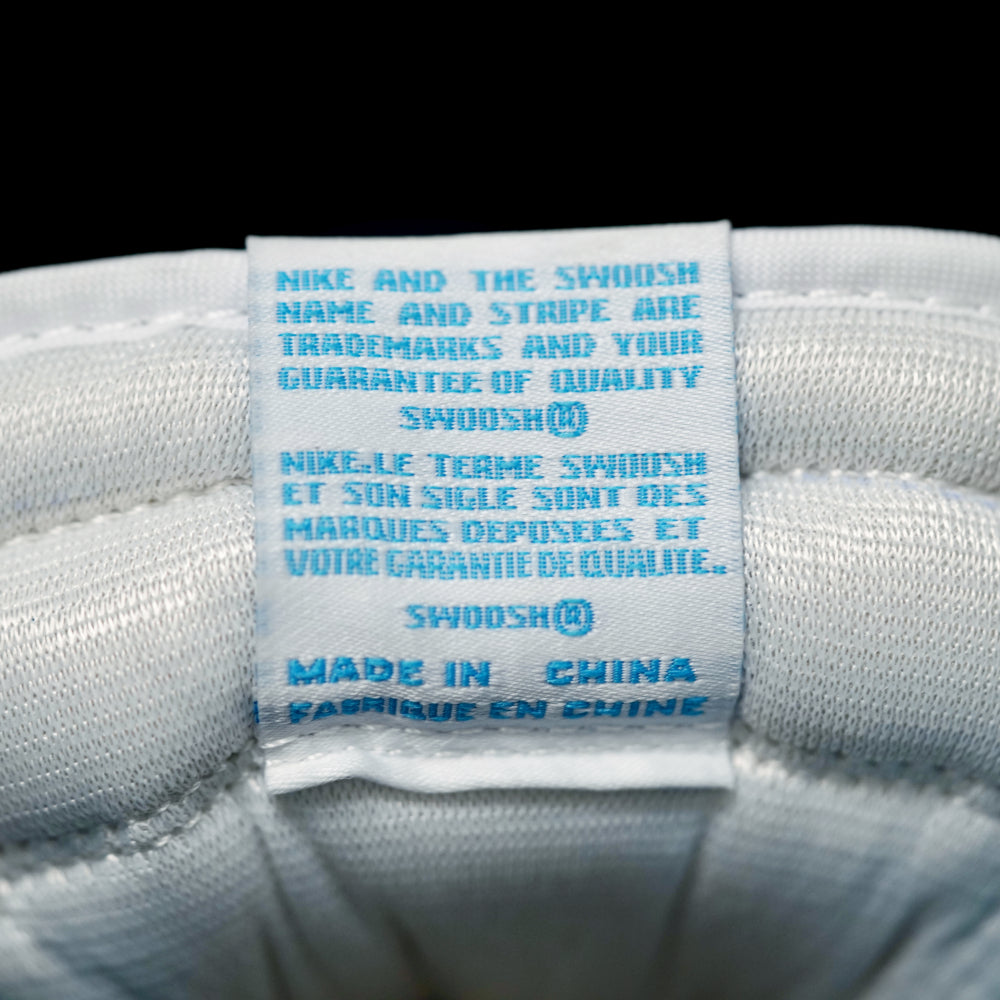 NIKE AND THE SWOOSH
NAME AND STRIPE ARE
TRADEMARKS AND YOUR
GUARANTEE OF QUALITY
SWOOSH®
NIKE.LE TERME SWOOSH
ET SON SIGLE SONT DES
MARQUES DEPOSEES ET
VOTRE GARANTIE DE QUALITE.
SWOOSH®
MADE IN CHINA
FABRIQUE EN CHINE